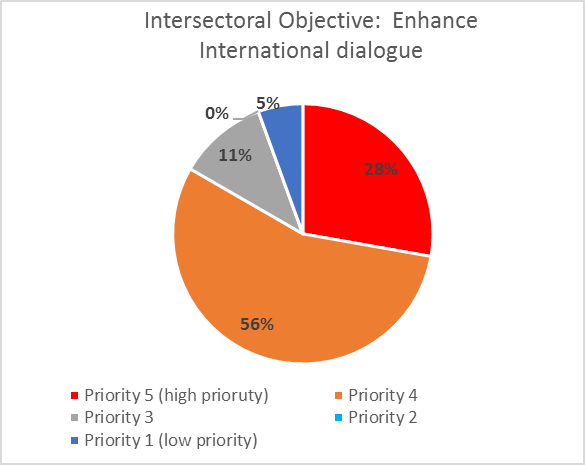 Intersectoral Objective:  Enhance
International dialogue
0%
5%
28%
11%
56%
Priority 5 (high prioruty)
Priority 4
Priority 3
Priority 2
Priority 1 (low priority)